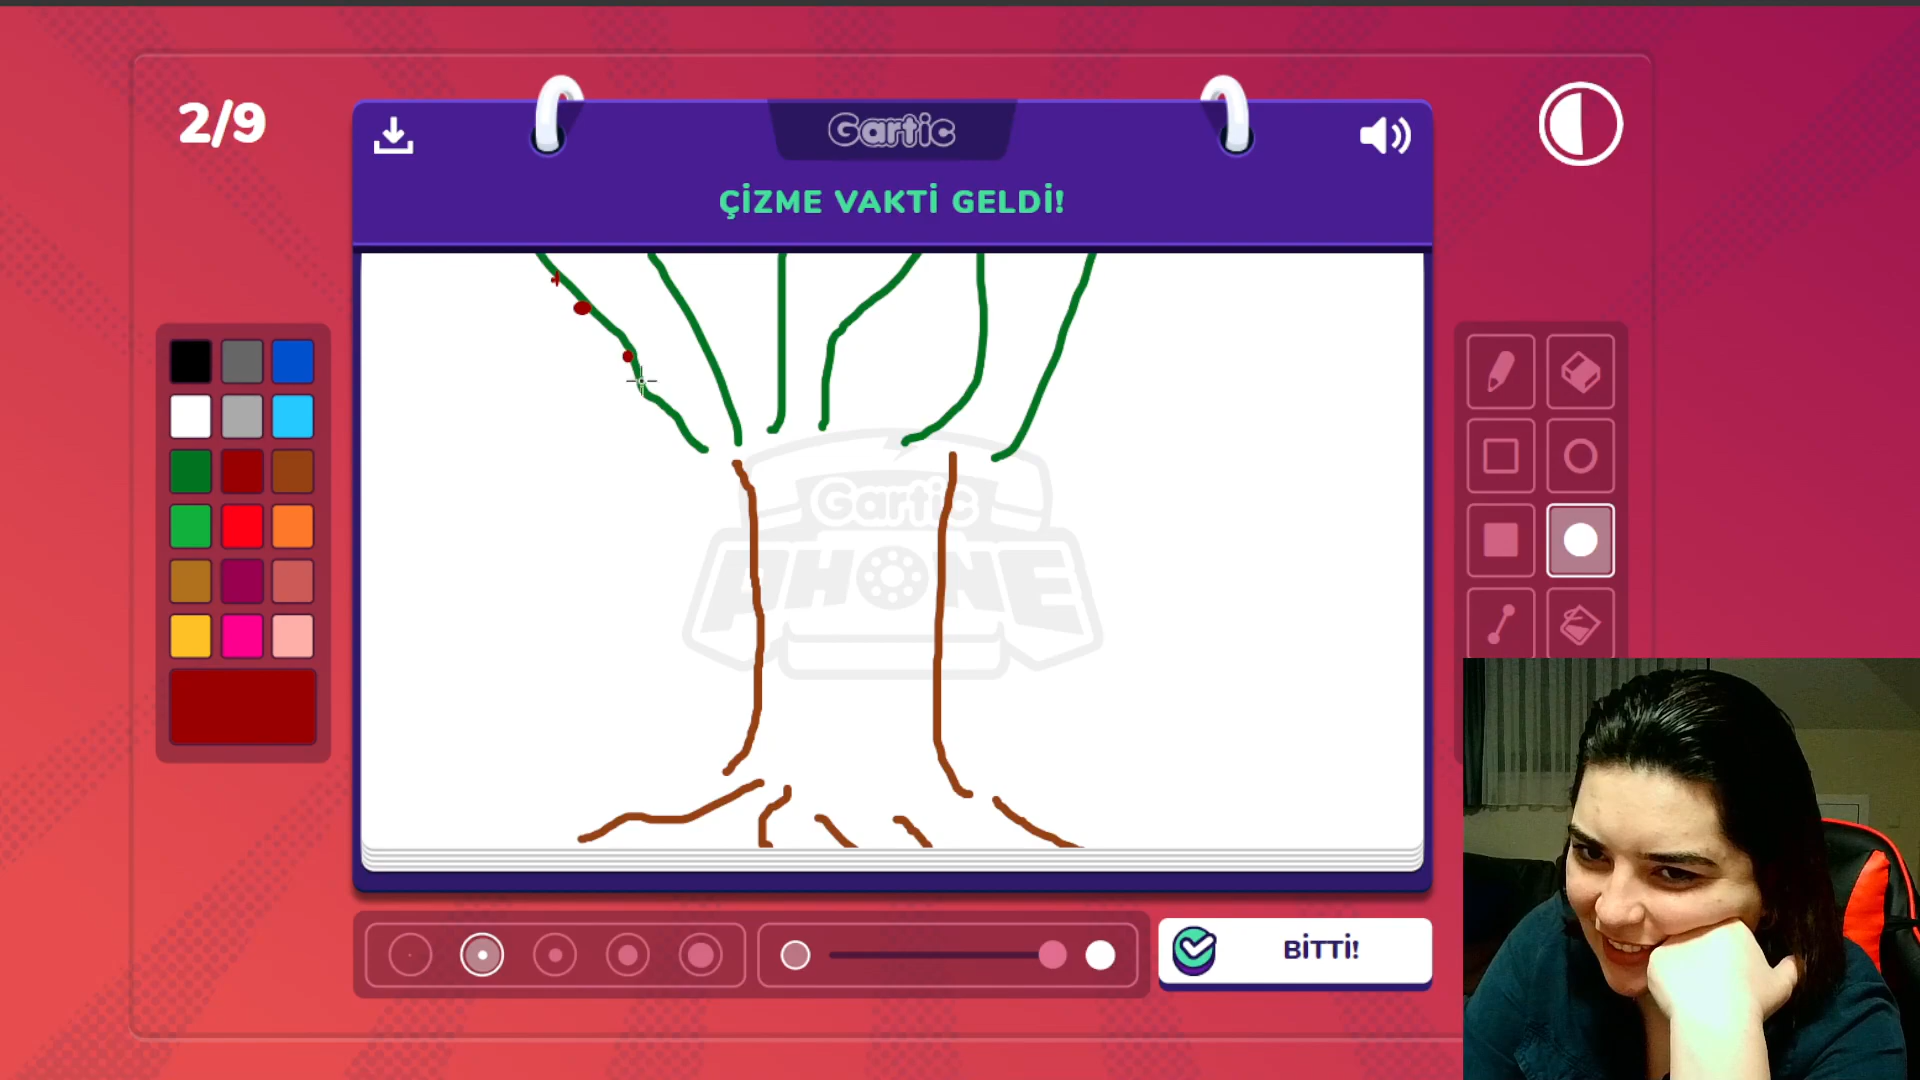 2/9
Gartic
ÇİZME VAKTİ GELDİ!
Gartic
PHONE
BİTTİ!